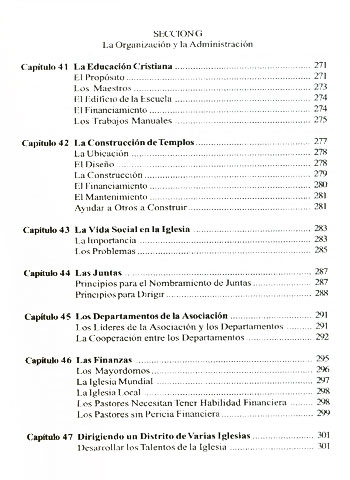 SECCION G
La Organización y la Administración
Capítulo 41 La Educación Cristiana 271
El Propósito 271
Los Maestros 273
El Edificio de la Escuela 274
El Financiamiento 274
Los Trabajos Manuales 275
Capítulo 42 La Construcción de Templos 277
La Ubicación 278
El Diseño 278
La Construcción 279
El Financiamiento 280
El Mantenimiento 281
Ayudar a Otros a Construir 281
Capítulo 43 La Vida Social en la Iglesia 283
La Importancia 283
Los Problemas 285
Capítulo 44 Las Juntas 287
Principios para el Nombramiento de Juntas 287
Principios para Dirigir 288
Capítulo 45 Los Departamentos de la Asociación 291
Los Líderes de la Asociación y los Departamentos 291
La Cooperación entre los Departamentos 292
Capítulo 46 Las Finanzas 295
Los Mayordomos 296
La Iglesia Mundial 297
La Iglesia Local 298
Los Pastores Necesitan Tener Habilidad Financiera 298
Los Pastores sin Pericia Financiera 299
Capítulo 47 Dirigiendo un Distrito de Varias Iglesias 301
Desarrollar los Talentos de la Iglesia 301